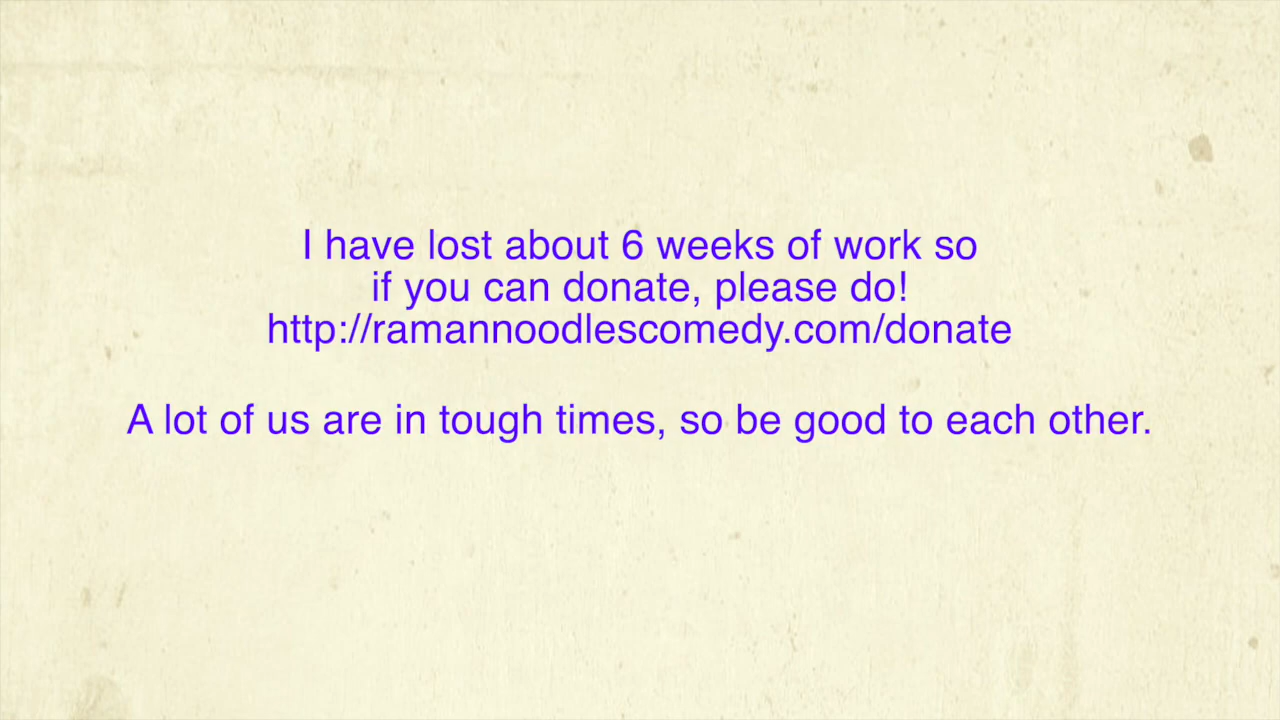 I have lost about 6 weeks of work so
if you can donate, please do!
http://ramannoodlescomedy.com/donate
A lot of us are in tough times, so be good to each other.